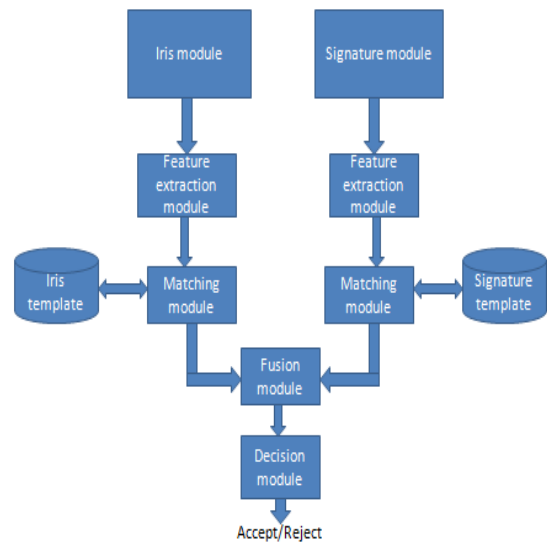 Iris module
Signature module
Feature
extraction
module
Feature
extraction
module
Iris
template
Matching
module
Matching
module
Signature
template
Fusion
module
Decision
module
Accept/Reject